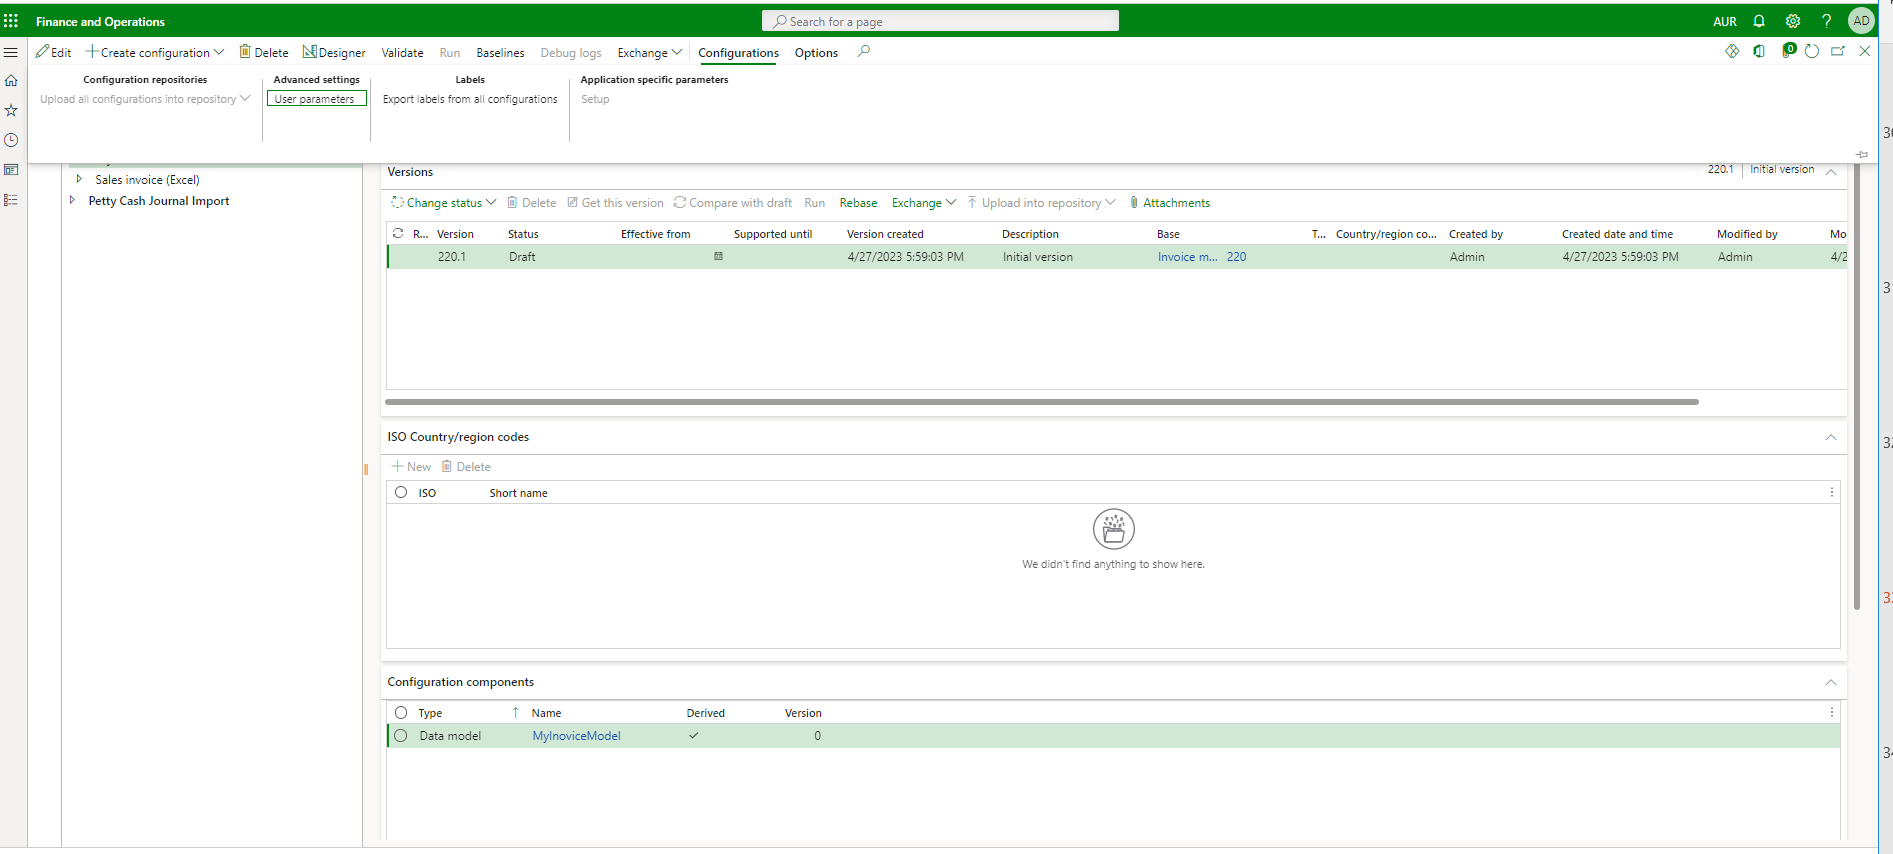 Finance and Operations
Search for a page
AUR
?
AD
Edit
Create configuration
Delete
Designer
Validate
Run
Baselines
Debug logs
Exchange
Configurations
Options
0
Configuration repositories
Upload all configurations into repository
Advanced settings
User parameters
Labels
Export labels from all configurations
Application specific parameters
Setup
Sales invoice (Excel)
Petty Cash Journal Import
Versions
220.1
Initial version
Change status
Delete
Get this version
Compare with draft
Run
Rebase
Exchange
Upload into repository
Attachments
R... Version Status Effective from Supported until Version created Description Base T... Country/region co... Created by Created date and time Modified by Mo
220.1 Draft 4/27/2023 5:59:03 PM Initial version Invoice m... 220 Admin 4/27/2023 5:59:03 PM Admin 4/2
ISO Country/region codes
New
Delete
ISO Short name
We didn't find anything to show here.
Configuration components
Type Name Derived Version
Data model MyInoviceModel 0